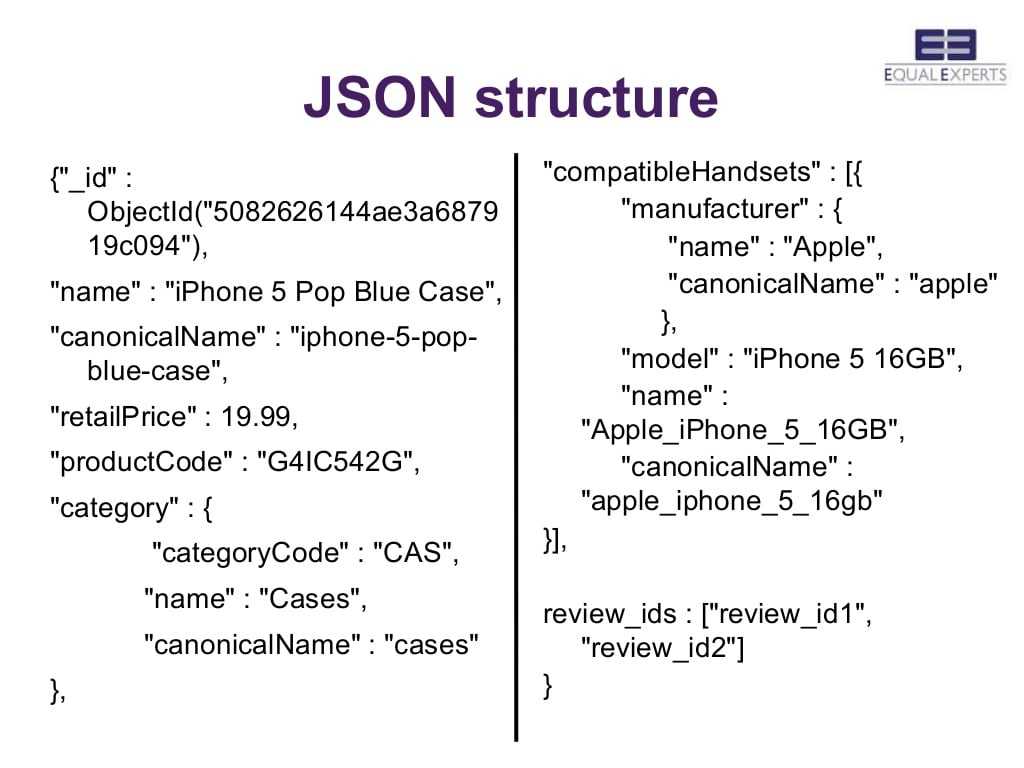 EQUAL EXPERTS
JSON structure
{"_id" :
ObjectId("5082626144ae3a6879
19c094"),
"name" : "iPhone 5 Pop Blue Case",
"canonicalName" : "iphone-5-pop-
blue-case",
"retailPrice" : 19.99,
"productCode" : "G4IC542G",
"category" : {
"categoryCode" : "CAS",
"name" : "Cases",
"canonicalName" : "cases"
},
"compatibleHandsets" : [{
"manufacturer" : {
"name" : "Apple",
"canonicalName" : "apple"
},
"model" : "iPhone 5 16GB",
"name" :
"Apple_iPhone_5_16GB",
"canonicalName" :
"apple_iphone_5_16gb"
}],
review_ids : ["review_id1",
"review_id2"]
}